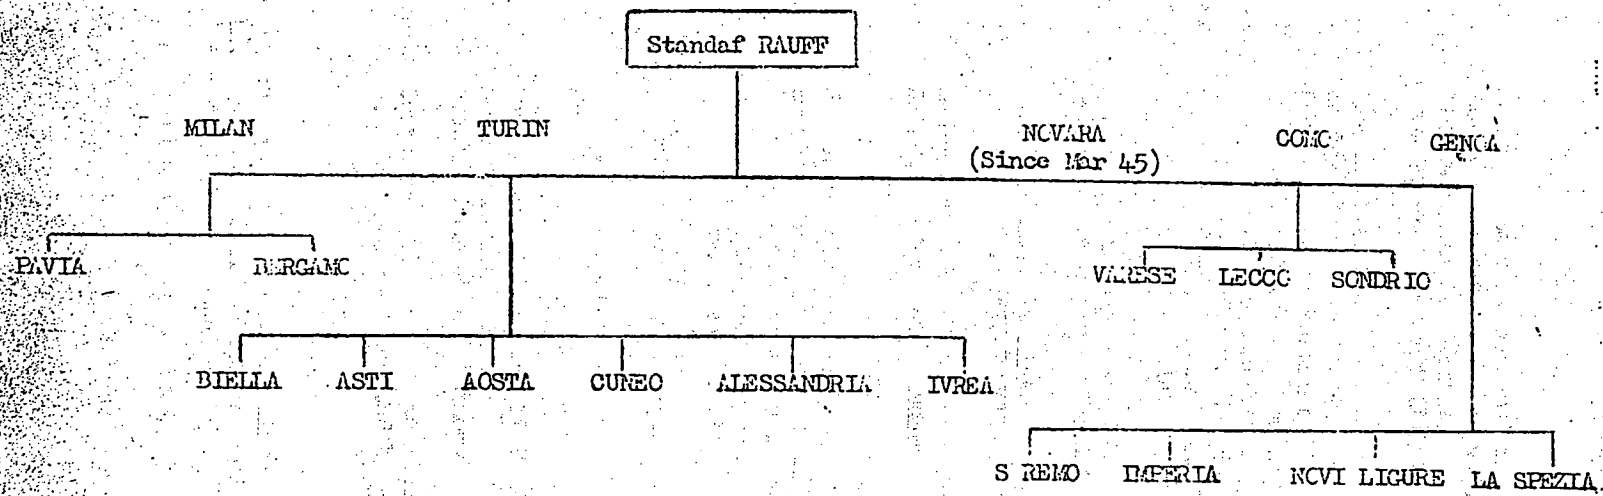 Standaf RAUFF
MILAN
TURIN
NOVARA
(Since Mar 45)
COMO
GENOA
PAVIA
BERGAMO
VARESE
LECCO
SONDRIO
BIELLA
ASTI
AOSTA
CUNEO
ALESSANDRIA
IVREA
S REMO
IMPERIA
NOVI LIGURE
LA SPEZIA